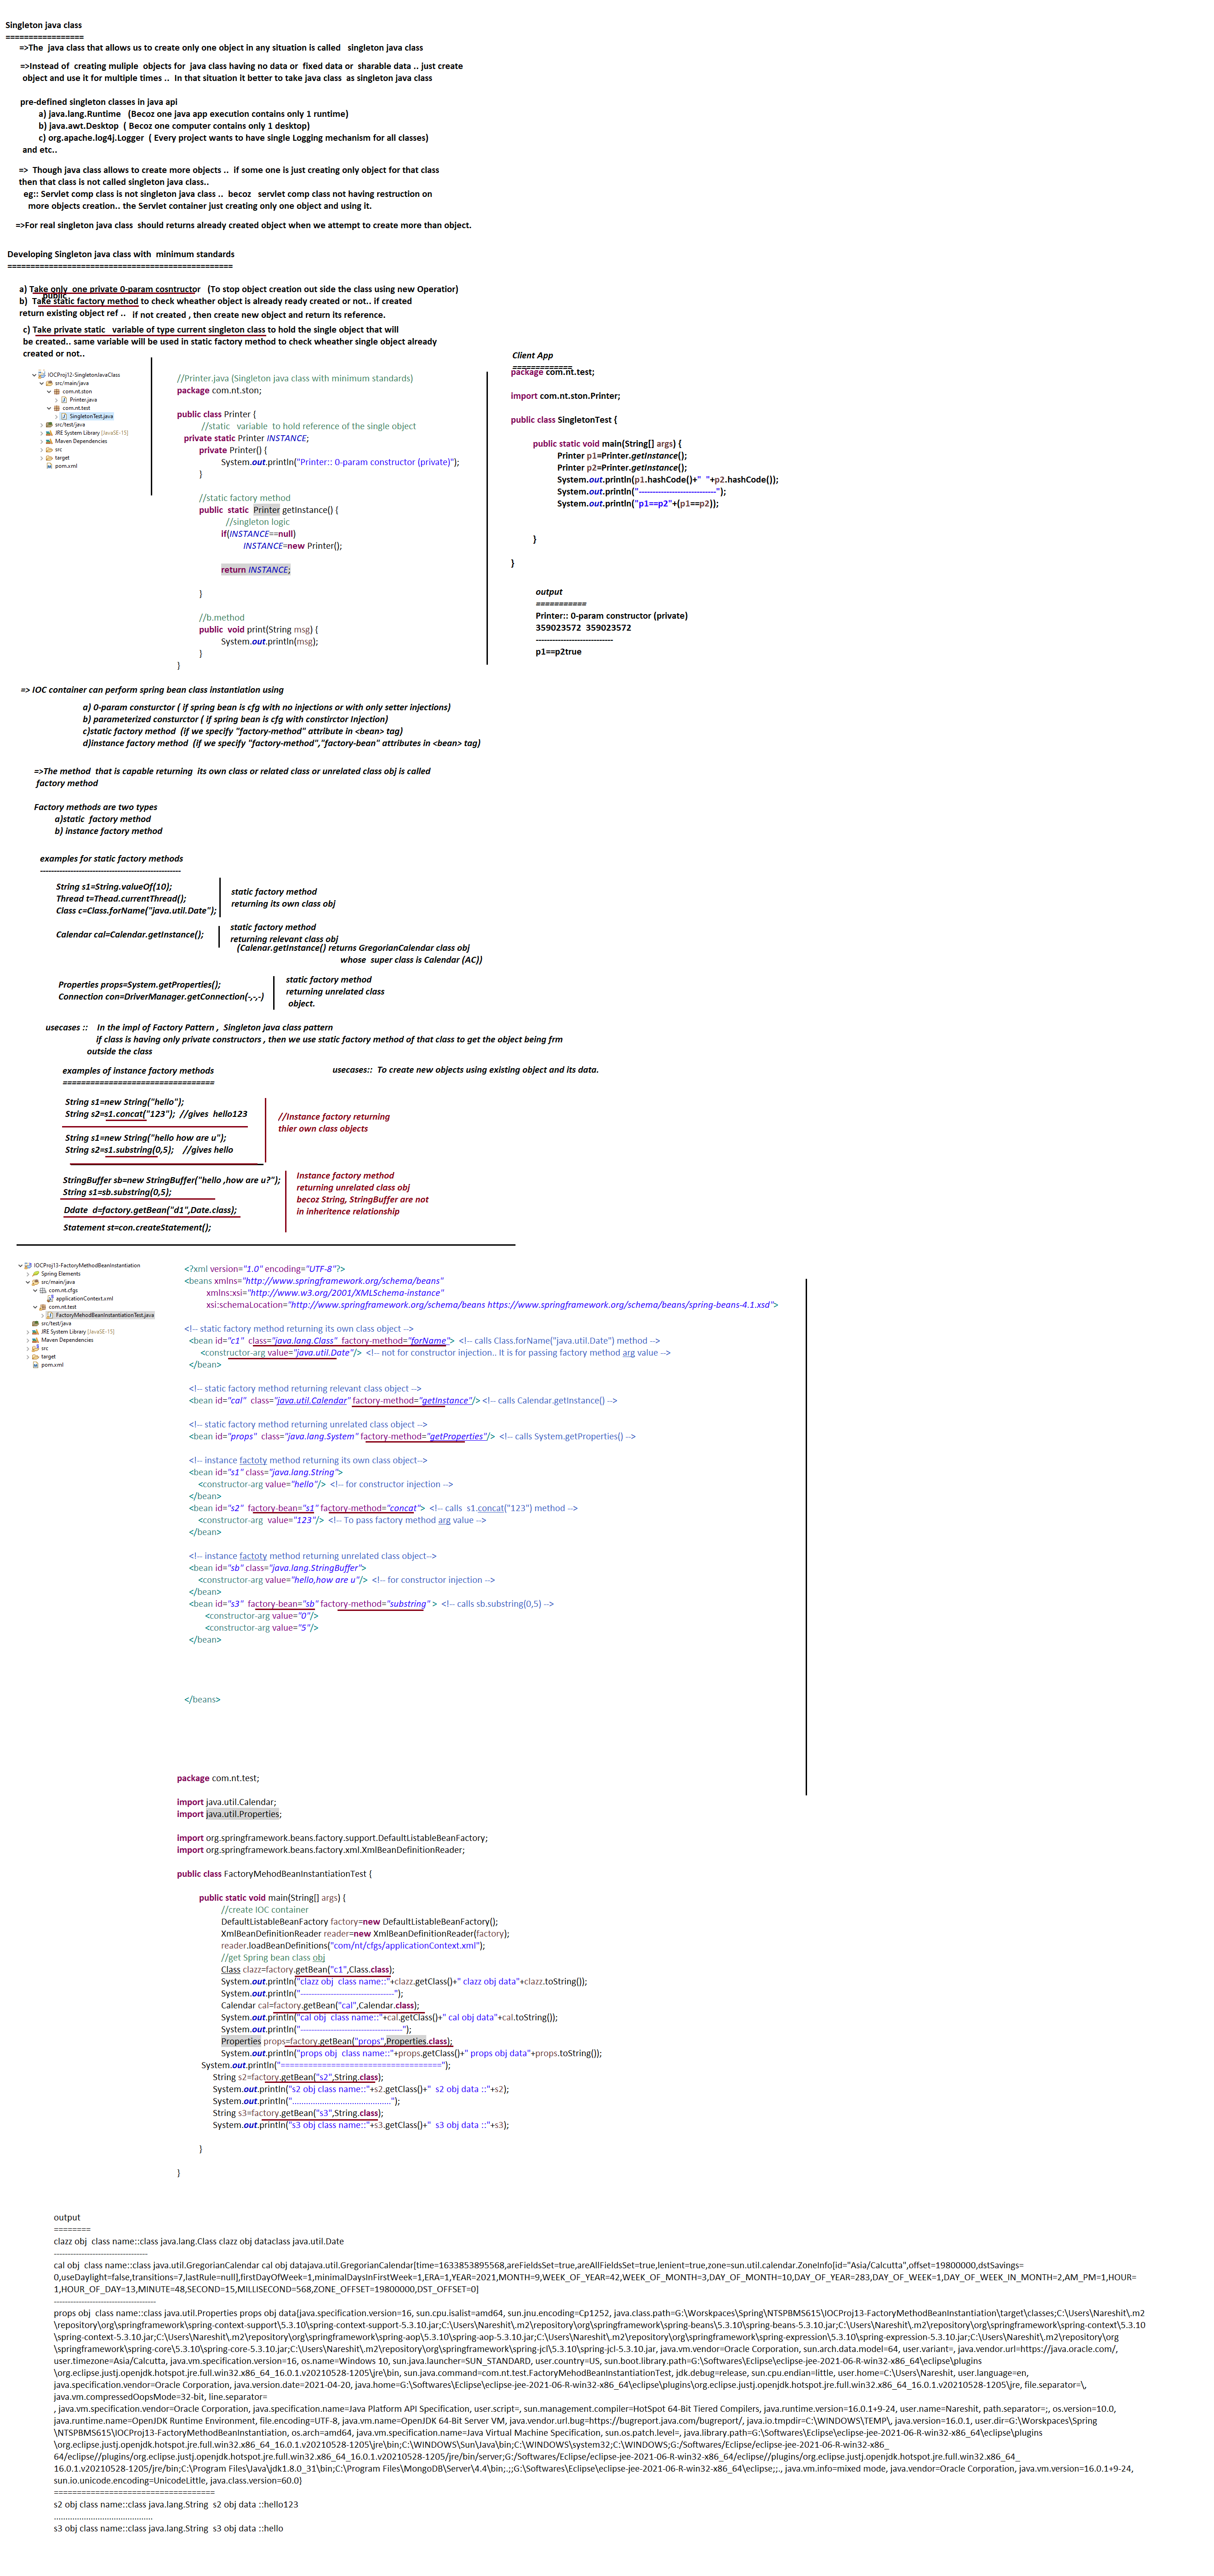 Singleton java class
=================
=>The  java class that allows us to create only one object in any situation is called   singleton java class
=>Instead of  creating muliple  objects for  java class having no data or  fixed data or  sharable data ..  just create
object and use it for multiple times ..  In that situation it better to take java class  as singleton java class
pre-defined singleton classes in java api
a) java.lang.Runtime   (Becoz one java app execution contains only 1 runtime)
b) java.awt.Desktop  ( Becoz one computer contains only 1 desktop)
c) org.apache.log4j.Logger  ( Every project wants to have single Logging mechanism for all classes)
and etc..
=>  Though java class allows to create more objects ..  if some one is just creating only object for that class
then that class is not called singleton java class..
eg:: Servlet comp class is not singleton java class ..  becoz   servlet comp class not having restruction on
more objects creation.. the Servlet container just creating only one object and using it.
=>For real singleton java class  should returns already created object when we attempt to create more than object.
Developing Singleton java class with  minimum standards
=================================================
a) Take only  one private 0-param cosntructor   (To stop object creation out side the class using new Operatior)
public
b)  Take static factory method to check wheather object is already ready created or not.. if created
return existing object ref ..   if not created , then create new object and return its reference.
c) Take private static   variable of type current singleton class to hold the single object that will
be created.. same variable will be used in static factory method to check wheather single object already
created or not..
IOCProj12-SingletonJavaClass
src/main/java
com.nt.ston
Printer.java
com.nt.test
SingletonTest.java
src/test/java
JRE System Library [JavaSE-15]
Maven Dependencies
src
target
pom.xml
//Printer.java (Singleton java class with minimum standards)
package com.nt.ston;
public class Printer {
//static   variable  to hold reference of the single object
private static Printer INSTANCE;
private Printer() {
System.out.println("Printer:: 0-param constructor (private)");
}
//static factory method
public  static  Printer getInstance() {
//singleton logic
if(INSTANCE==null)
INSTANCE=new Printer();
return INSTANCE;
}
//b.method
public  void print(String msg) {
System.out.println(msg);
}
}
Client App
=============
package com.nt.test;
import com.nt.ston.Printer;
public class SingletonTest {
public static void main(String[] args) {
Printer p1=Printer.getInstance();
Printer p2=Printer.getInstance();
System.out.println(p1.hashCode()+"  "+p2.hashCode());
System.out.println("---------------------------");
System.out.println("p1==p2"+(p1==p2));
}
}
output
===========
Printer:: 0-param constructor (private)
359023572  359023572
---------------------------
p1==p2true
=> IOC container can perform spring bean class instantiation using
a) 0-param consturctor ( if spring bean is cfg with no injections or with only setter injections)
b) parameterized consturctor ( if spring bean is cfg with constirctor Injection)
c)static factory method  (if we specify "factory-method" attribute in <bean> tag)
d)instance factory method  (if we specify "factory-method","factory-bean" attributes in <bean> tag)
=>The method  that is capable returning  its own class or related class or unrelated class obj is called
factory method
Factory methods are two types
a)static  factory method
b) instance factory method
examples for static factory methods
--------------------------------------------------
String s1=String.valueOf(10);
Thread t=Thead.currentThread();
Class c=Class.forName("java.util.Date");
static factory method
returning its own class obj
Calendar cal=Calendar.getInstance();
static factory method
returning relevant class obj
(Calenar.getInstance() returns GregorianCalendar class obj
whose  super class is Calendar (AC))
Properties props=System.getProperties();
Connection con=DriverManager.getConnection(-,-,-)
static factory method
returning unrelated class
object.
usecases ::    In the impl of Factory Pattern ,  Singleton java class pattern
if class is having only private constructors , then we use static factory method of that class to get the object being frm
outside the class
examples of instance factory methods
=================================
usecases::  To create new objects using existing object and its data.
String s1=new String("hello");
String s2=s1.concat("123");  //gives  hello123
String s1=new String("hello how are u");
String s2=s1.substring(0,5);    //gives hello
//Instance factory returning
thier own class objects
StringBuffer sb=new StringBuffer("hello ,how are u?");
String s1=sb.substring(0,5);
Ddate  d=factory.getBean("d1",Date.class);
Statement st=con.createStatement();
Instance factory method
returning unrelated class obj
becoz String, StringBuffer are not
in inheritence relationship
IOCProj13-FactoryMethodBeanInstantiation
Spring Elements
src/main/java
com.nt.cfgs
applicationContext.xml
com.nt.test
FactoryMehodBeanInstantiationTest.java
src/test/java
JRE System Library [JavaSE-15]
Maven Dependencies
src
target
pom.xml
<?xml version="1.0" encoding="UTF-8"?>
<beans xmlns="http://www.springframework.org/schema/beans"
xmlns:xsi="http://www.w3.org/2001/XMLSchema-instance"
xsi:schemaLocation="http://www.springframework.org/schema/beans https://www.springframework.org/schema/beans/spring-beans-4.1.xsd">
<!-- static factory method returning its own class object -->
<bean id="c1"  class="java.lang.Class"  factory-method="forName">  <!-- calls Class.forName("java.util.Date") method -->
<constructor-arg value="java.util.Date"/>  <!-- not for constructor injection.. It is for passing factory method arg value -->
</bean>
<!-- static factory method returning relevant class object -->
<bean id="cal"  class="java.util.Calendar" factory-method="getInstance"/> <!-- calls Calendar.getInstance() -->
<!-- static factory method returning unrelated class object -->
<bean id="props"  class="java.lang.System" factory-method="getProperties"/>  <!-- calls System.getProperties() -->
<!-- instance factoty method returning its own class object-->
<bean id="s1" class="java.lang.String">
<constructor-arg value="hello"/>  <!-- for constructor injection -->
</bean>
<bean id="s2"  factory-bean="s1" factory-method="concat">  <!-- calls  s1.concat("123") method -->
<constructor-arg  value="123"/>  <!-- To pass factory method arg value -->
</bean>
<!-- instance factoty method returning unrelated class object-->
<bean id="sb" class="java.lang.StringBuffer">
<constructor-arg value="hello,how are u"/>  <!-- for constructor injection -->
</bean>
<bean id="s3"  factory-bean="sb" factory-method="substring" >  <!-- calls sb.substring(0,5) -->
<constructor-arg value="0"/>
<constructor-arg value="5"/>
</bean>
</beans>
package com.nt.test;
import java.util.Calendar;
import java.util.Properties;
import org.springframework.beans.factory.support.DefaultListableBeanFactory;
import org.springframework.beans.factory.xml.XmlBeanDefinitionReader;
public class FactoryMehodBeanInstantiationTest {
public static void main(String[] args) {
//create IOC container
DefaultListableBeanFactory factory=new DefaultListableBeanFactory();
XmlBeanDefinitionReader reader=new XmlBeanDefinitionReader(factory);
reader.loadBeanDefinitions("com/nt/cfgs/applicationContext.xml");
//get Spring bean class obj
Class clazz=factory.getBean("c1",Class.class);
System.out.println("clazz obj  class name::"+clazz.getClass()+" clazz obj data"+clazz.toString());
System.out.println("---------------------------------");
Calendar cal=factory.getBean("cal",Calendar.class);
System.out.println("cal obj  class name::"+cal.getClass()+" cal obj data"+cal.toString());
System.out.println("------------------------------------");
Properties props=factory.getBean("props",Properties.class);
System.out.println("props obj  class name::"+props.getClass()+" props obj data"+props.toString());
System.out.println("===================================");
String s2=factory.getBean("s2",String.class);
System.out.println("s2 obj class name::"+s2.getClass()+"  s2 obj data ::"+s2);
System.out.println("..........................................");
String s3=factory.getBean("s3",String.class);
System.out.println("s3 obj class name::"+s3.getClass()+"  s3 obj data ::"+s3);
}
}
output
========
clazz obj  class name::class java.lang.Class clazz obj dataclass java.util.Date
---------------------------------
cal obj  class name::class java.util.GregorianCalendar cal obj datajava.util.GregorianCalendar[time=1633853895568,areFieldsSet=true,areAllFieldsSet=true,lenient=true,zone=sun.util.calendar.ZoneInfo[id="Asia/Calcutta",offset=19800000,dstSavings=
0,useDaylight=false,transitions=7,lastRule=null],firstDayOfWeek=1,minimalDaysInFirstWeek=1,ERA=1,YEAR=2021,MONTH=9,WEEK_OF_YEAR=42,WEEK_OF_MONTH=3,DAY_OF_MONTH=10,DAY_OF_YEAR=283,DAY_OF_WEEK=1,DAY_OF_WEEK_IN_MONTH=2,AM_PM=1,HOUR=
1,HOUR_OF_DAY=13,MINUTE=48,SECOND=15,MILLISECOND=568,ZONE_OFFSET=19800000,DST_OFFSET=0]
------------------------------------
props obj  class name::class java.util.Properties props obj data{java.specification.version=16, sun.cpu.isalist=amd64, sun.jnu.encoding=Cp1252, java.class.path=G:\Worskpaces\Spring\NTSPBMS615\IOCProj13-FactoryMethodBeanInstantiation\target\classes;C:\Users\Nareshit\.m2
\repository\org\springframework\spring-context-support\5.3.10\spring-context-support-5.3.10.jar;C:\Users\Nareshit\.m2\repository\org\springframework\spring-beans\5.3.10\spring-beans-5.3.10.jar;C:\Users\Nareshit\.m2\repository\org\springframework\spring-context\5.3.10
\spring-context-5.3.10.jar;C:\Users\Nareshit\.m2\repository\org\springframework\spring-aop\5.3.10\spring-aop-5.3.10.jar;C:\Users\Nareshit\.m2\repository\org\springframework\spring-expression\5.3.10\spring-expression-5.3.10.jar;C:\Users\Nareshit\.m2\repository\org
\springframework\spring-core\5.3.10\spring-core-5.3.10.jar;C:\Users\Nareshit\.m2\repository\org\springframework\spring-jcl\5.3.10\spring-jcl-5.3.10.jar, java.vm.vendor=Oracle Corporation, sun.arch.data.model=64, user.variant=, java.vendor.url=https://java.oracle.com/,
user.timezone=Asia/Calcutta, java.vm.specification.version=16, os.name=Windows 10, sun.java.launcher=SUN_STANDARD, user.country=US, sun.boot.library.path=G:\Softwares\Eclipse\eclipse-jee-2021-06-R-win32-x86_64\eclipse\plugins
\org.eclipse.justj.openjdk.hotspot.jre.full.win32.x86_64_16.0.1.v20210528-1205\jre\bin, sun.java.command=com.nt.test.FactoryMehodBeanInstantiationTest, jdk.debug=release, sun.cpu.endian=little, user.home=C:\Users\Nareshit, user.language=en,
java.specification.vendor=Oracle Corporation, java.version.date=2021-04-20, java.home=G:\Softwares\Eclipse\eclipse-jee-2021-06-R-win32-x86_64\eclipse\plugins\org.eclipse.justj.openjdk.hotspot.jre.full.win32.x86_64_16.0.1.v20210528-1205\jre, file.separator=\,
java.vm.compressedOopsMode=32-bit, line.separator=
, java.vm.specification.vendor=Oracle Corporation, java.specification.name=Java Platform API Specification, user.script=, sun.management.compiler=HotSpot 64-Bit Tiered Compilers, java.runtime.version=16.0.1+9-24, user.name=Nareshit, path.separator=;, os.version=10.0,
java.runtime.name=OpenJDK Runtime Environment, file.encoding=UTF-8, java.vm.name=OpenJDK 64-Bit Server VM, java.vendor.url.bug=https://bugreport.java.com/bugreport/, java.io.tmpdir=C:\WINDOWS\TEMP\, java.version=16.0.1, user.dir=G:\Worskpaces\Spring
\NTSPBMS615\IOCProj13-FactoryMethodBeanInstantiation, os.arch=amd64, java.vm.specification.name=Java Virtual Machine Specification, sun.os.patch.level=, java.library.path=G:\Softwares\Eclipse\eclipse-jee-2021-06-R-win32-x86_64\eclipse\plugins
\org.eclipse.justj.openjdk.hotspot.jre.full.win32.x86_64_16.0.1.v20210528-1205\jre\bin;C:\WINDOWS\Sun\Java\bin;C:\WINDOWS\system32;C:\WINDOWS;G:/Softwares/Eclipse/eclipse-jee-2021-06-R-win32-x86_
64/eclipse//plugins/org.eclipse.justj.openjdk.hotspot.jre.full.win32.x86_64_16.0.1.v20210528-1205/jre/bin/server;G:/Softwares/Eclipse/eclipse-jee-2021-06-R-win32-x86_64/eclipse//plugins/org.eclipse.justj.openjdk.hotspot.jre.full.win32.x86_64_
16.0.1.v20210528-1205/jre/bin;C:\Program Files\Java\jdk1.8.0_31\bin;C:\Program Files\MongoDB\Server\4.4\bin;.;;G:\Softwares\Eclipse\eclipse-jee-2021-06-R-win32-x86_64\eclipse;;., java.vm.info=mixed mode, java.vendor=Oracle Corporation, java.vm.version=16.0.1+9-24,
sun.io.unicode.encoding=UnicodeLittle, java.class.version=60.0}
===================================
s2 obj class name::class java.lang.String  s2 obj data ::hello123
..........................................
s3 obj class name::class java.lang.String  s3 obj data ::hello